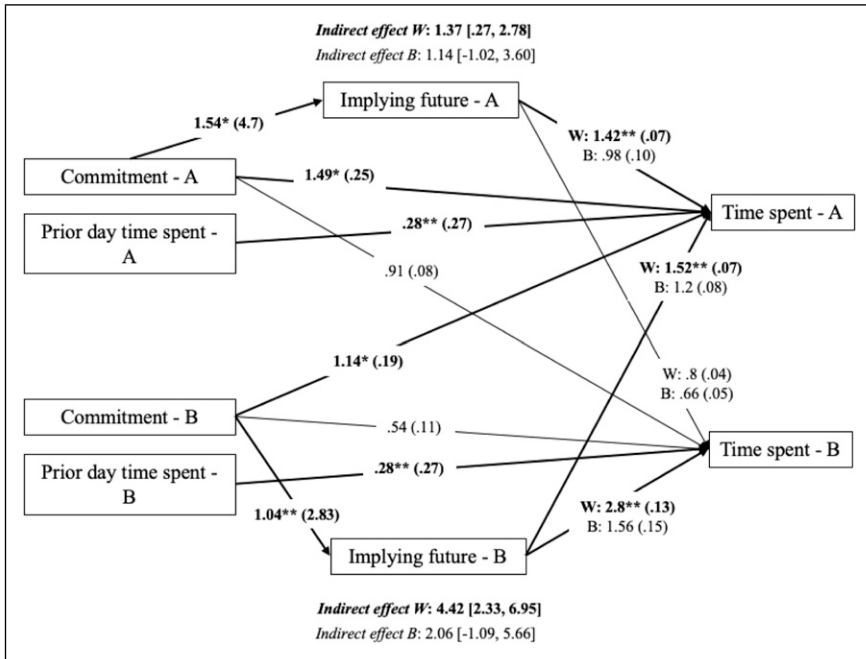 Indirect effect W: 1.37 [.27, 2.78]
Indirect effect B: 1.14 [-1.02, 3.60]
Implying future - A
1.54* (4.7)
W: 1.42** (.07)
B: .98 (.10)
Commitment - A
1.49* (.25)
Time spent - A
Prior day time spent -
A
.28** (.27)
.91 (.08)
W: 1.52** (.07)
B: 1.2 (.08)
1.14* (.19)
W: .8 (.04)
B: .66 (.05)
Commitment - B
.54 (.11)
Time spent - B
Prior day time spent -
B
.28** (.27)
1.04** (2.83)
W: 2.8** (.13)
B: 1.56 (.15)
Implying future - B
Indirect effect W: 4.42 [2.33, 6.95]
Indirect effect B: 2.06 [-1.09, 5.66]